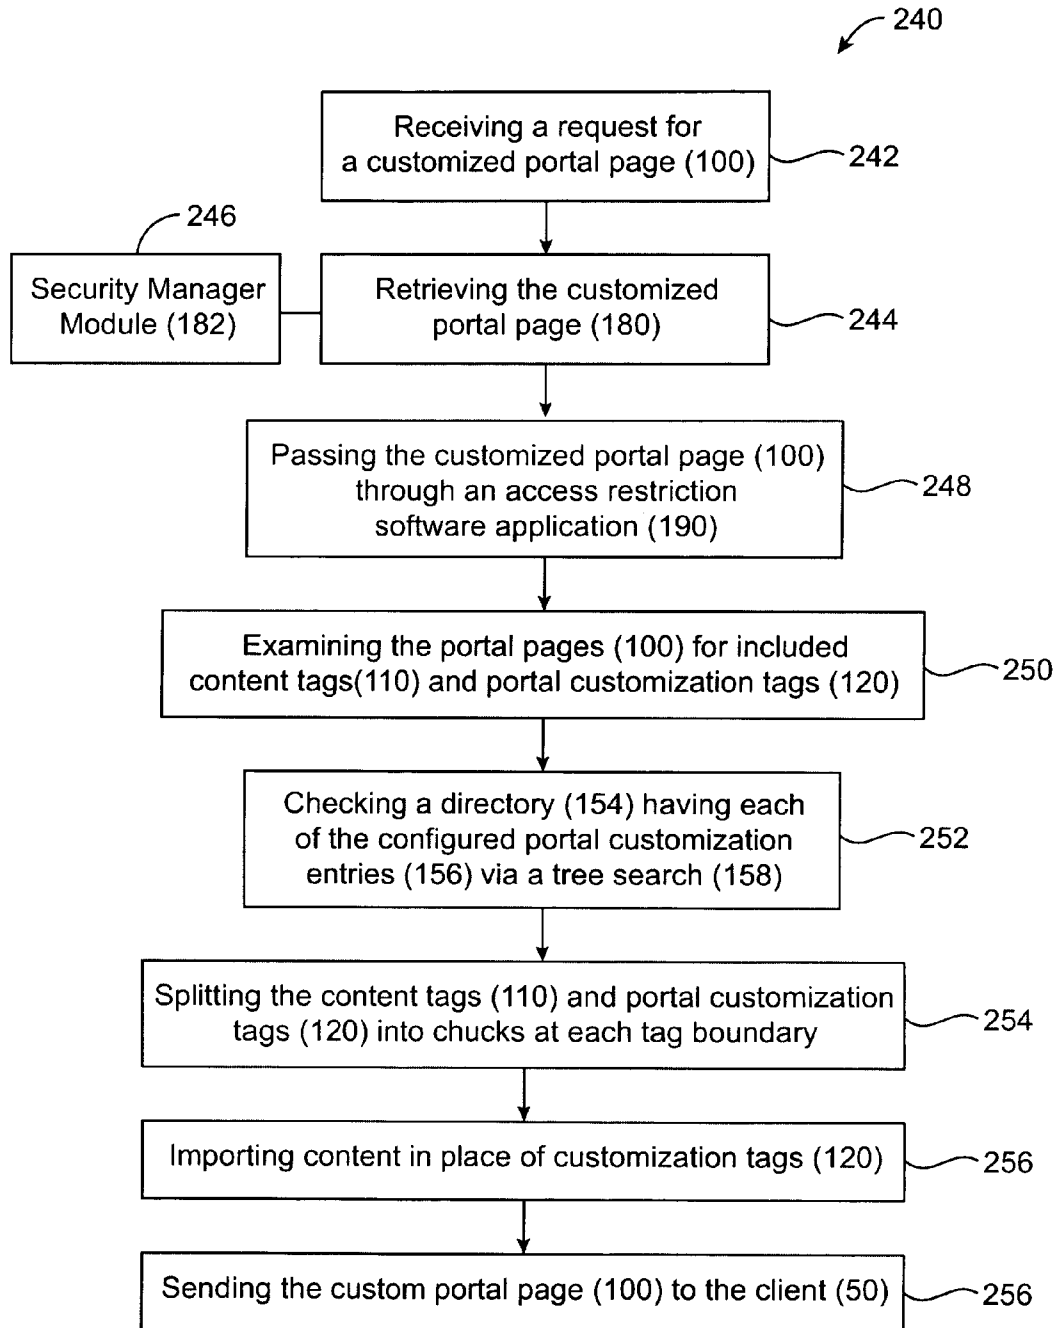 240
Receiving a request for
a customized portal page (100)
242
246
Security Manager
Module (182)
Retrieving the customized
portal page (180)
244
Passing the customized portal page (100)
through an access restriction
software application (190)
248
Examining the portal pages (100) for included
content tags(110) and portal customization tags (120)
250
Checking a directory (154) having each
of the configured portal customization
entries (156) via a tree search (158)
252
Splitting the content tags (110) and portal customization
tags (120) into chucks at each tag boundary
254
Importing content in place of customization tags (120)
256
Sending the custom portal page (100) to the client (50)
256